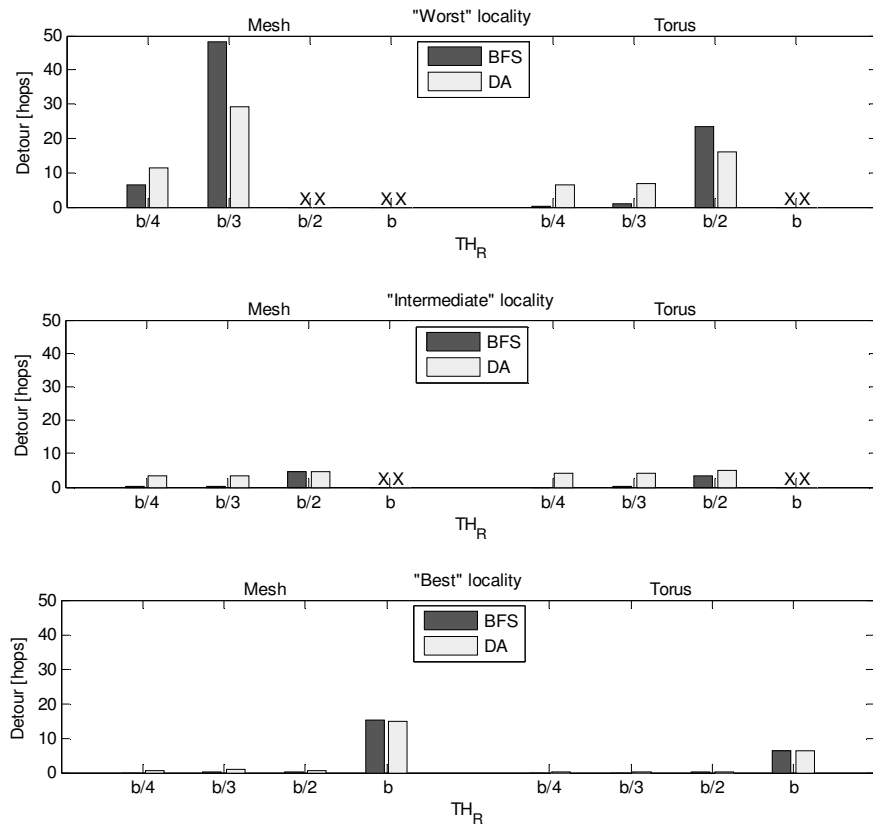 "Worst" locality
Mesh
Torus
BFS
DA
Detour [hops]
50
40
30
20
10
0
X X
X X
X X
b/4 b/3 b/2 b b/4 b/3 b/2 b
TH_R
"Intermediate" locality
Mesh
Torus
BFS
DA
Detour [hops]
50
40
30
20
10
0
X X
X X
b/4 b/3 b/2 b b/4 b/3 b/2 b
TH_R
"Best" locality
Mesh
Torus
BFS
DA
Detour [hops]
50
40
30
20
10
0
b/4 b/3 b/2 b b/4 b/3 b/2 b
TH_R